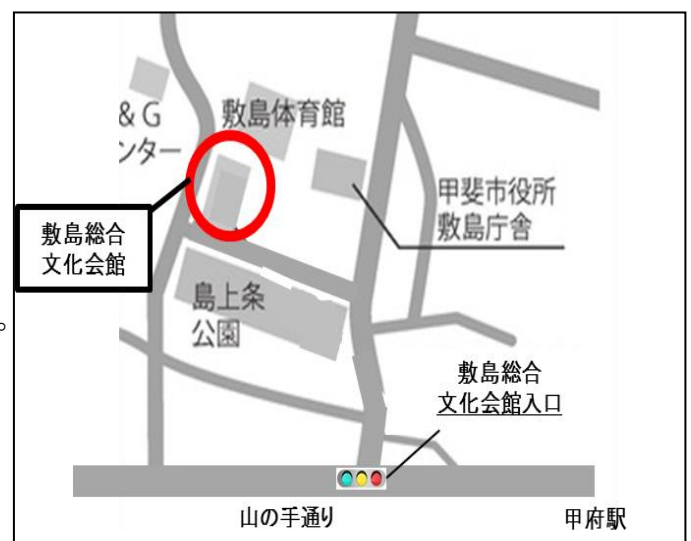 & G
ンター
敷島体育館
甲斐市役所
敷島庁舎
敷島総合
文化会館
島上条
公園
。
敷島総合
文化会館入口
山の手通り
甲府駅